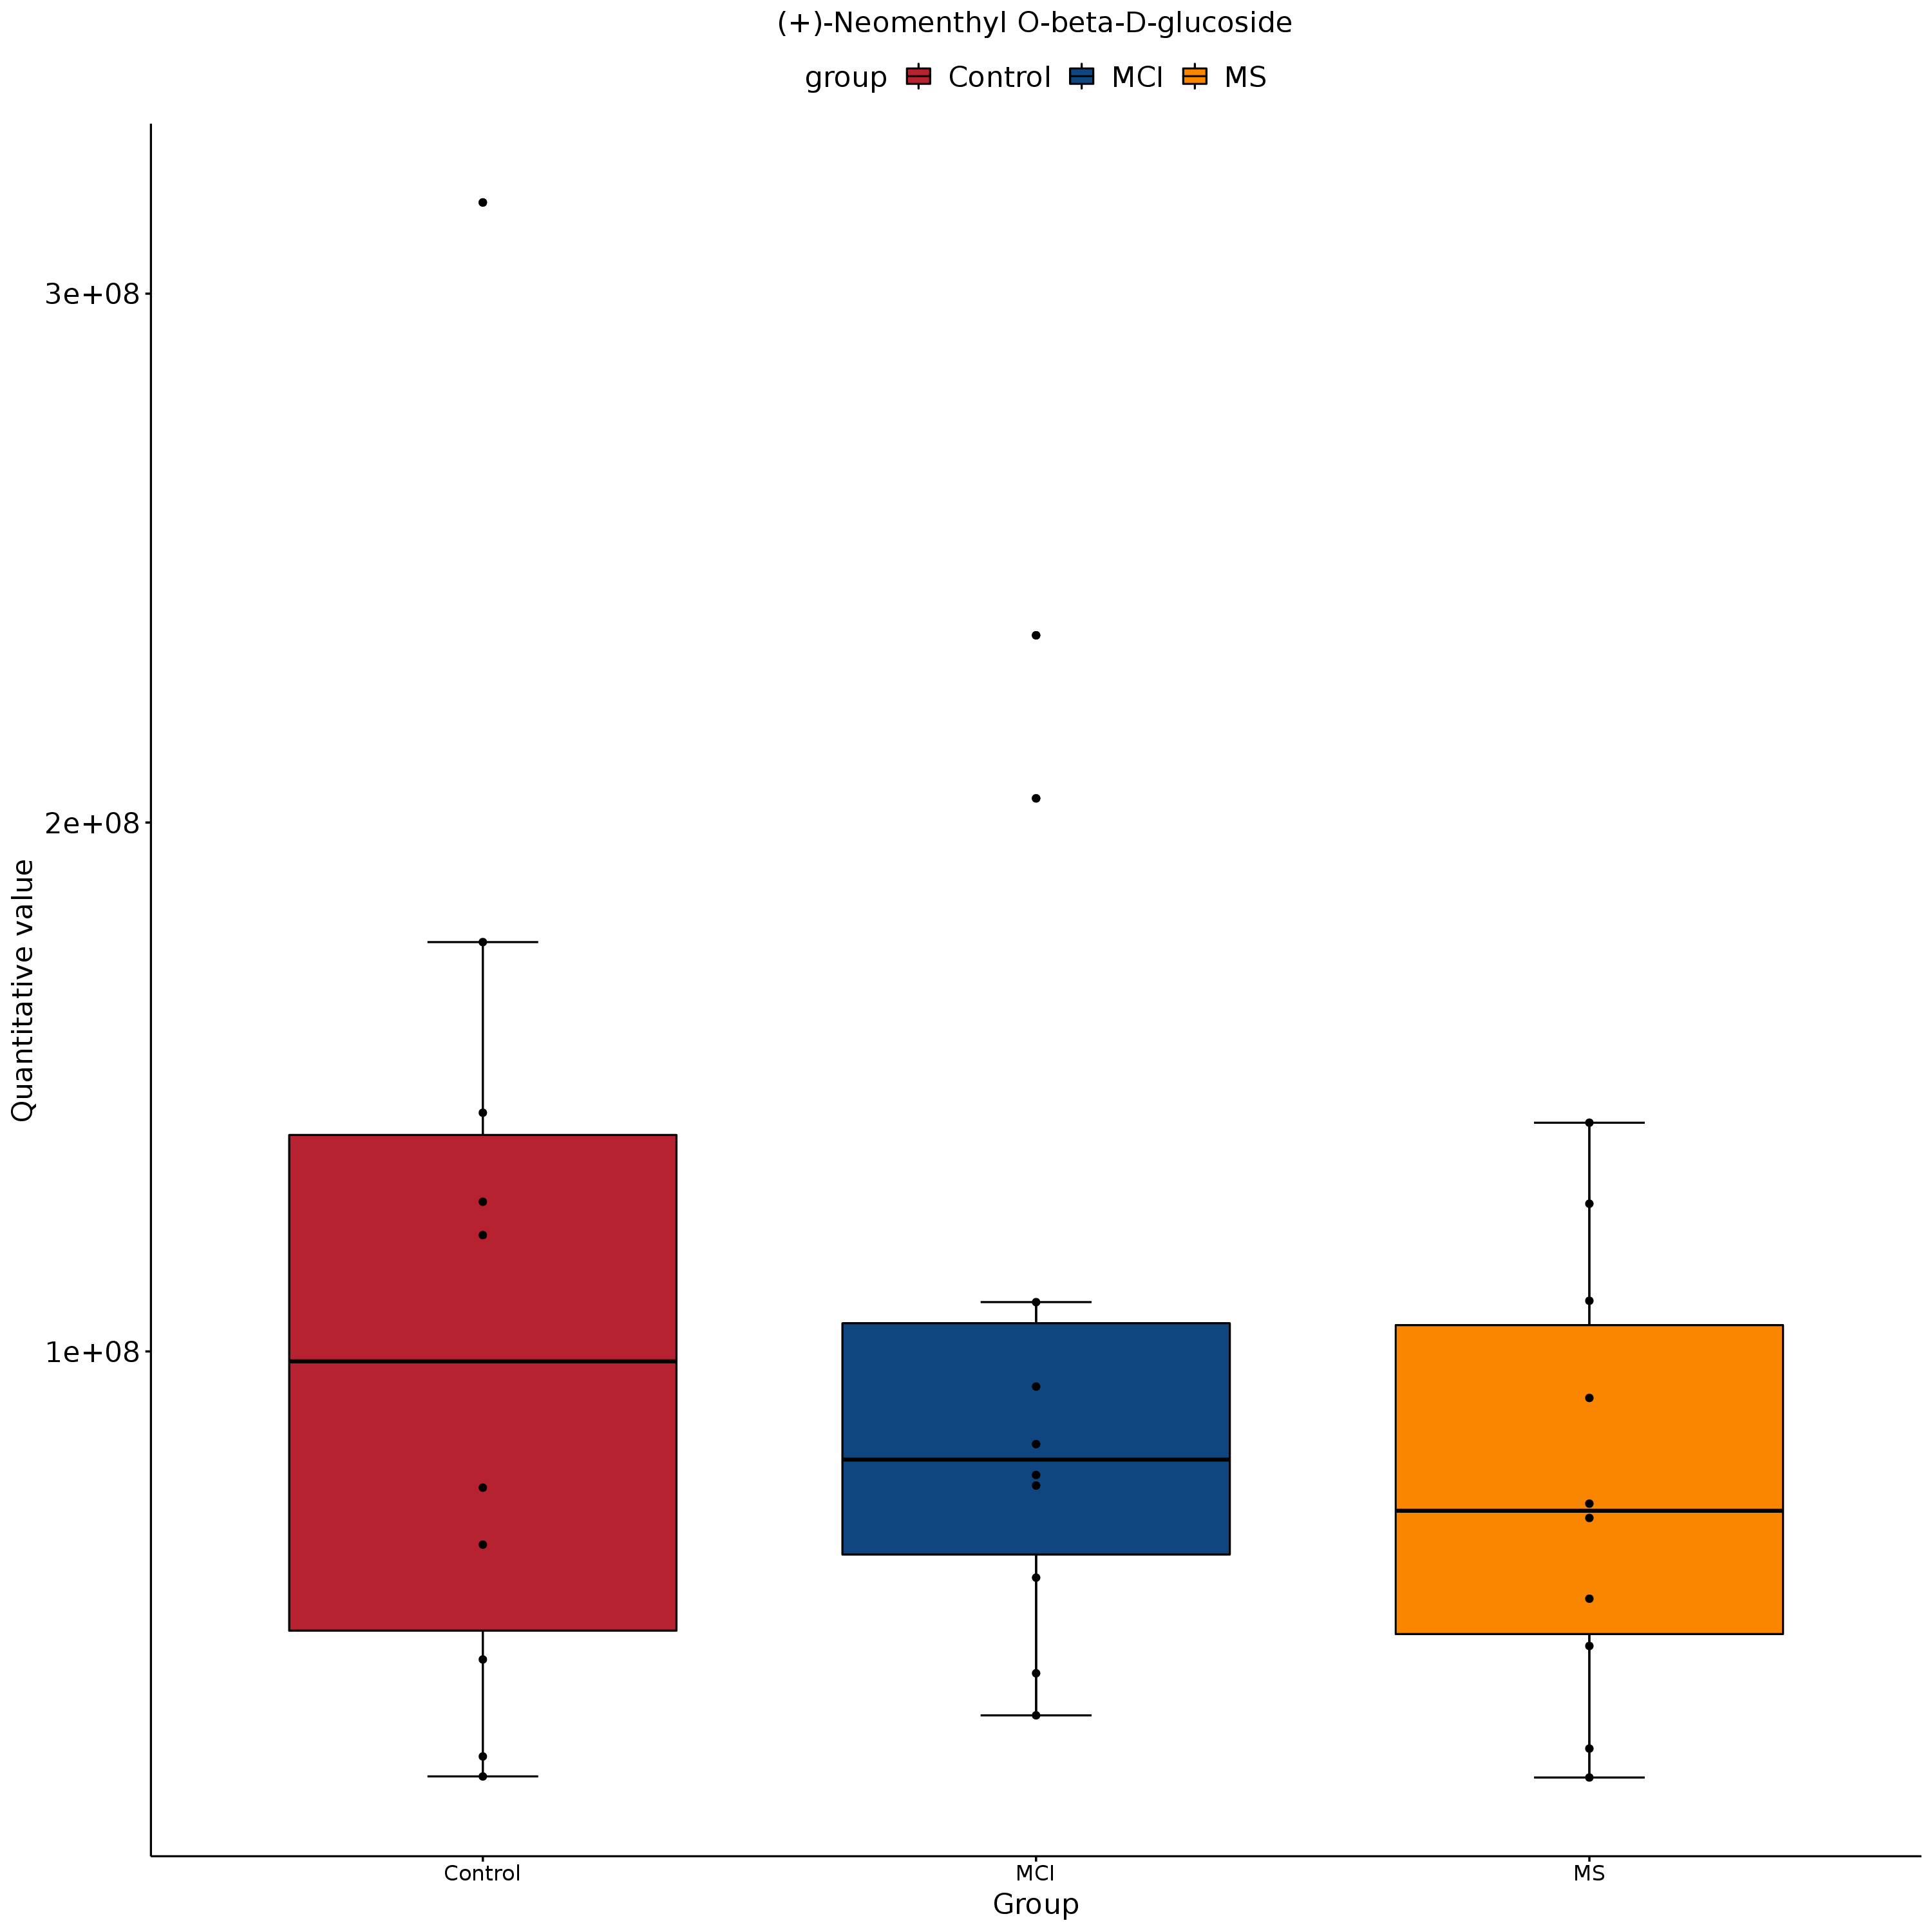 (+)-Neomenthyl O-beta-D-glucoside
group Control MCI MS
3e+08
2e+08
1e+08
Quantitative value
Control MCI MS
Group